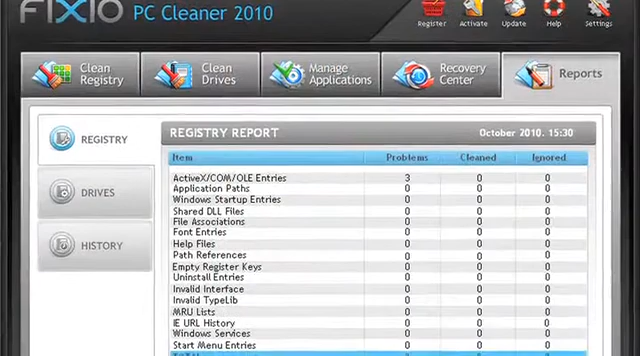 FIXIO PC Cleaner 2010
Register Activate Update Help Settings
Clean Registry
Clean Drives
Manage Applications
Recovery Center
Reports
REGISTRY
DRIVES
HISTORY
REGISTRY REPORT October 2010. 15:30
Item Problems Cleaned Ignored
ActiveX/COM/OLE Entries 3 0 0
Application Paths 0 0 0
Windows Startup Entries 0 0 0
Shared DLL Files 0 0 0
File Associations 0 0 0
Font Entries 0 0 0
Help Files 0 0 0
Path References 0 0 0
Empty Register Keys 0 0 0
Uninstall Entries 0 0 0
Invalid Interface 0 0 0
Invalid TypeLib 0 0 0
MRU Lists 0 0 0
IE URL History 0 0 0
Windows Services 0 0 0
Start Menu Entries 0 0 0